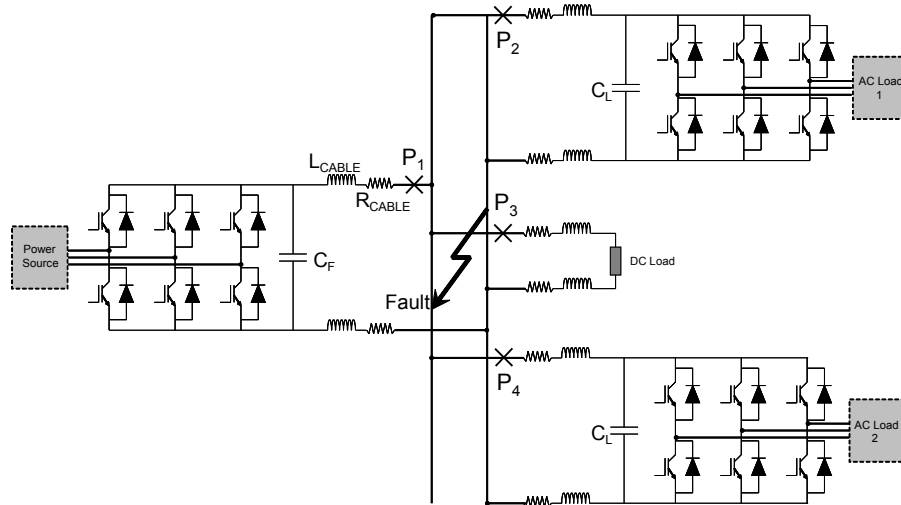 P2
CL
AC Load
1
LCABLE
P1
RCABLE
P3
Power
Source
CF
DC Load
Fault
P4
CL
AC Load
2